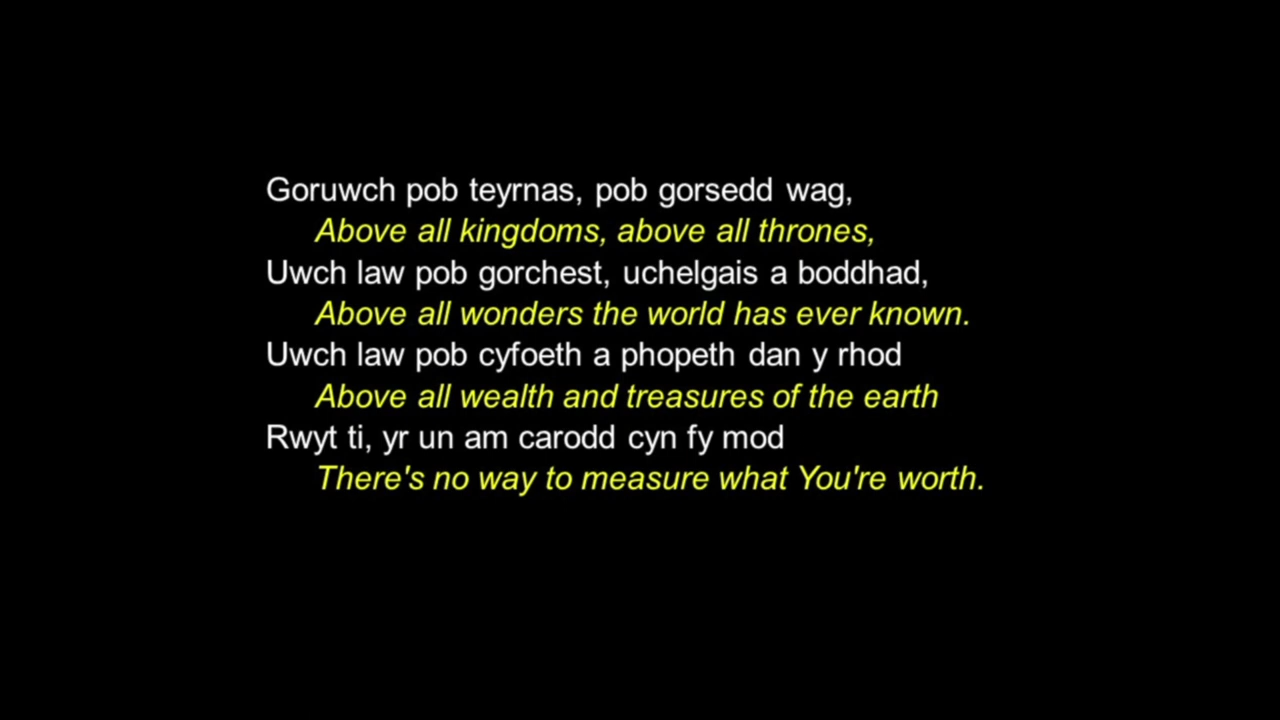 Goruwch pob teyrnas, pob gorsedd wag,
Above all kingdoms, above all thrones,
Uwch law pob gorchest, uchelgais a boddhad,
Above all wonders the world has ever known.
Uwch law pob cyfoeth a phopeth dan y rhod
Above all wealth and treasures of the earth
Rwyt ti, yr un am carodd cyn fy mod
There's no way to measure what You're worth.